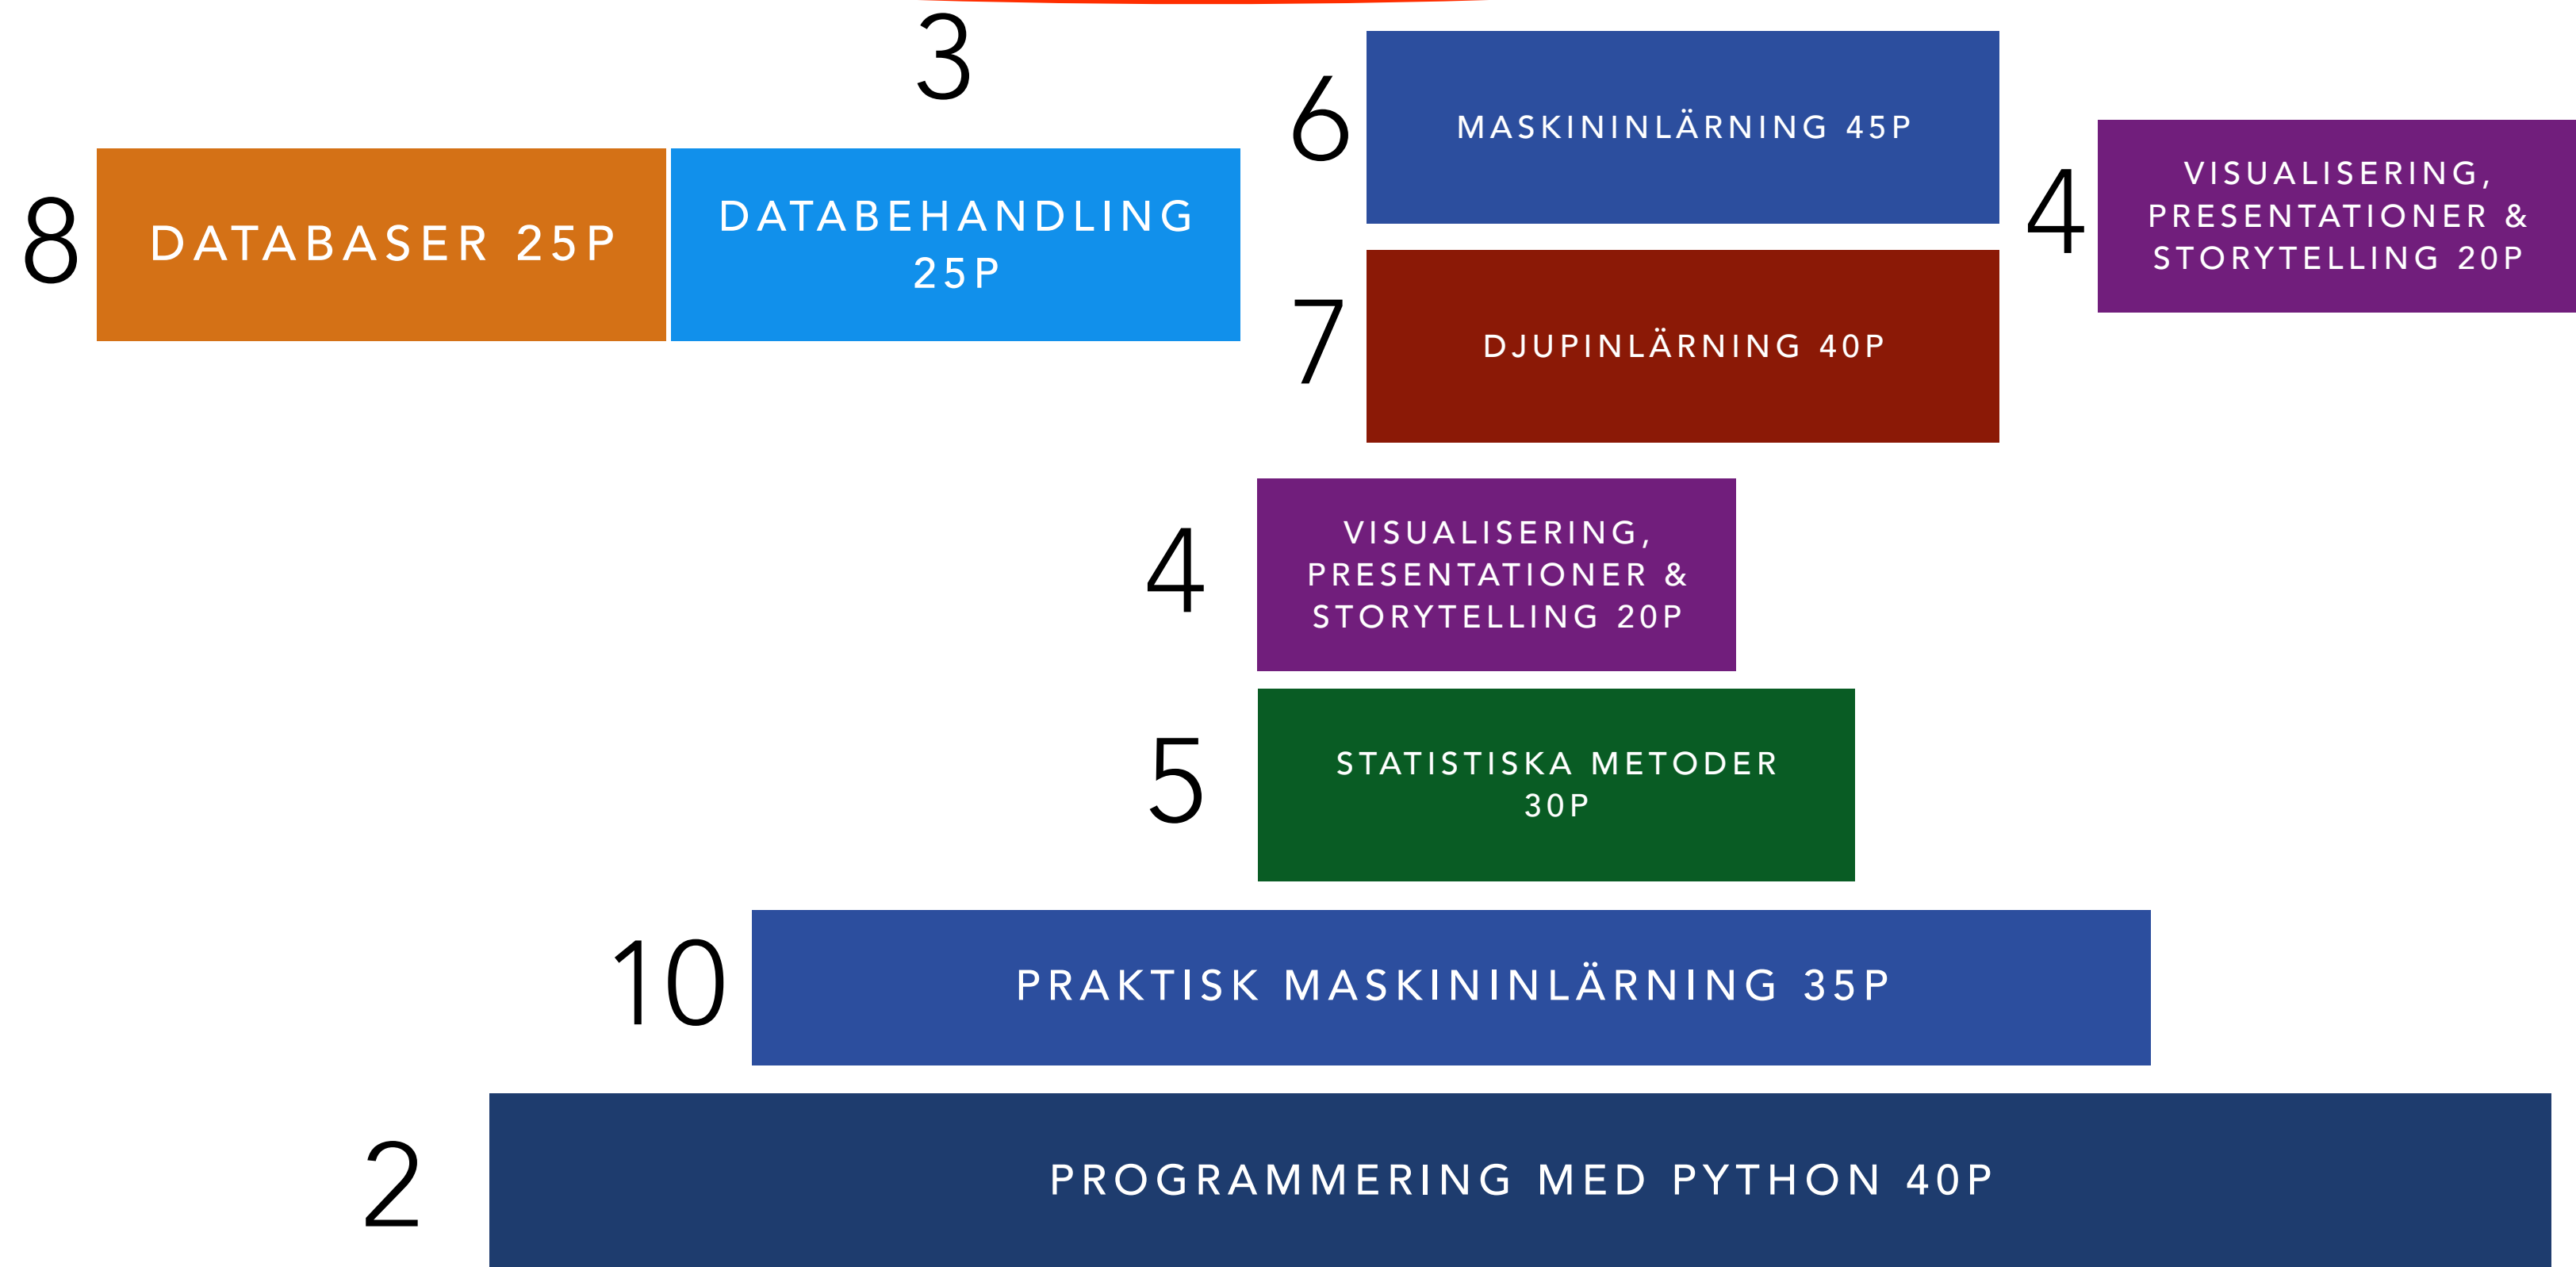 3
8
DATABASER 25P
DATABEHANDLING
25P
6
MASKININLÄRNING 45P
7
DJUPINLÄRNING 40P
4
VISUALISERING,
PRESENTATIONER &
STORYTELLING 20P
4
VISUALISERING,
PRESENTATIONER &
STORYTELLING 20P
5
STATISTISKA METODER
30P
10
PRAKTISK MASKININLÄRNING 35P
2
PROGRAMMERING MED PYTHON 40P